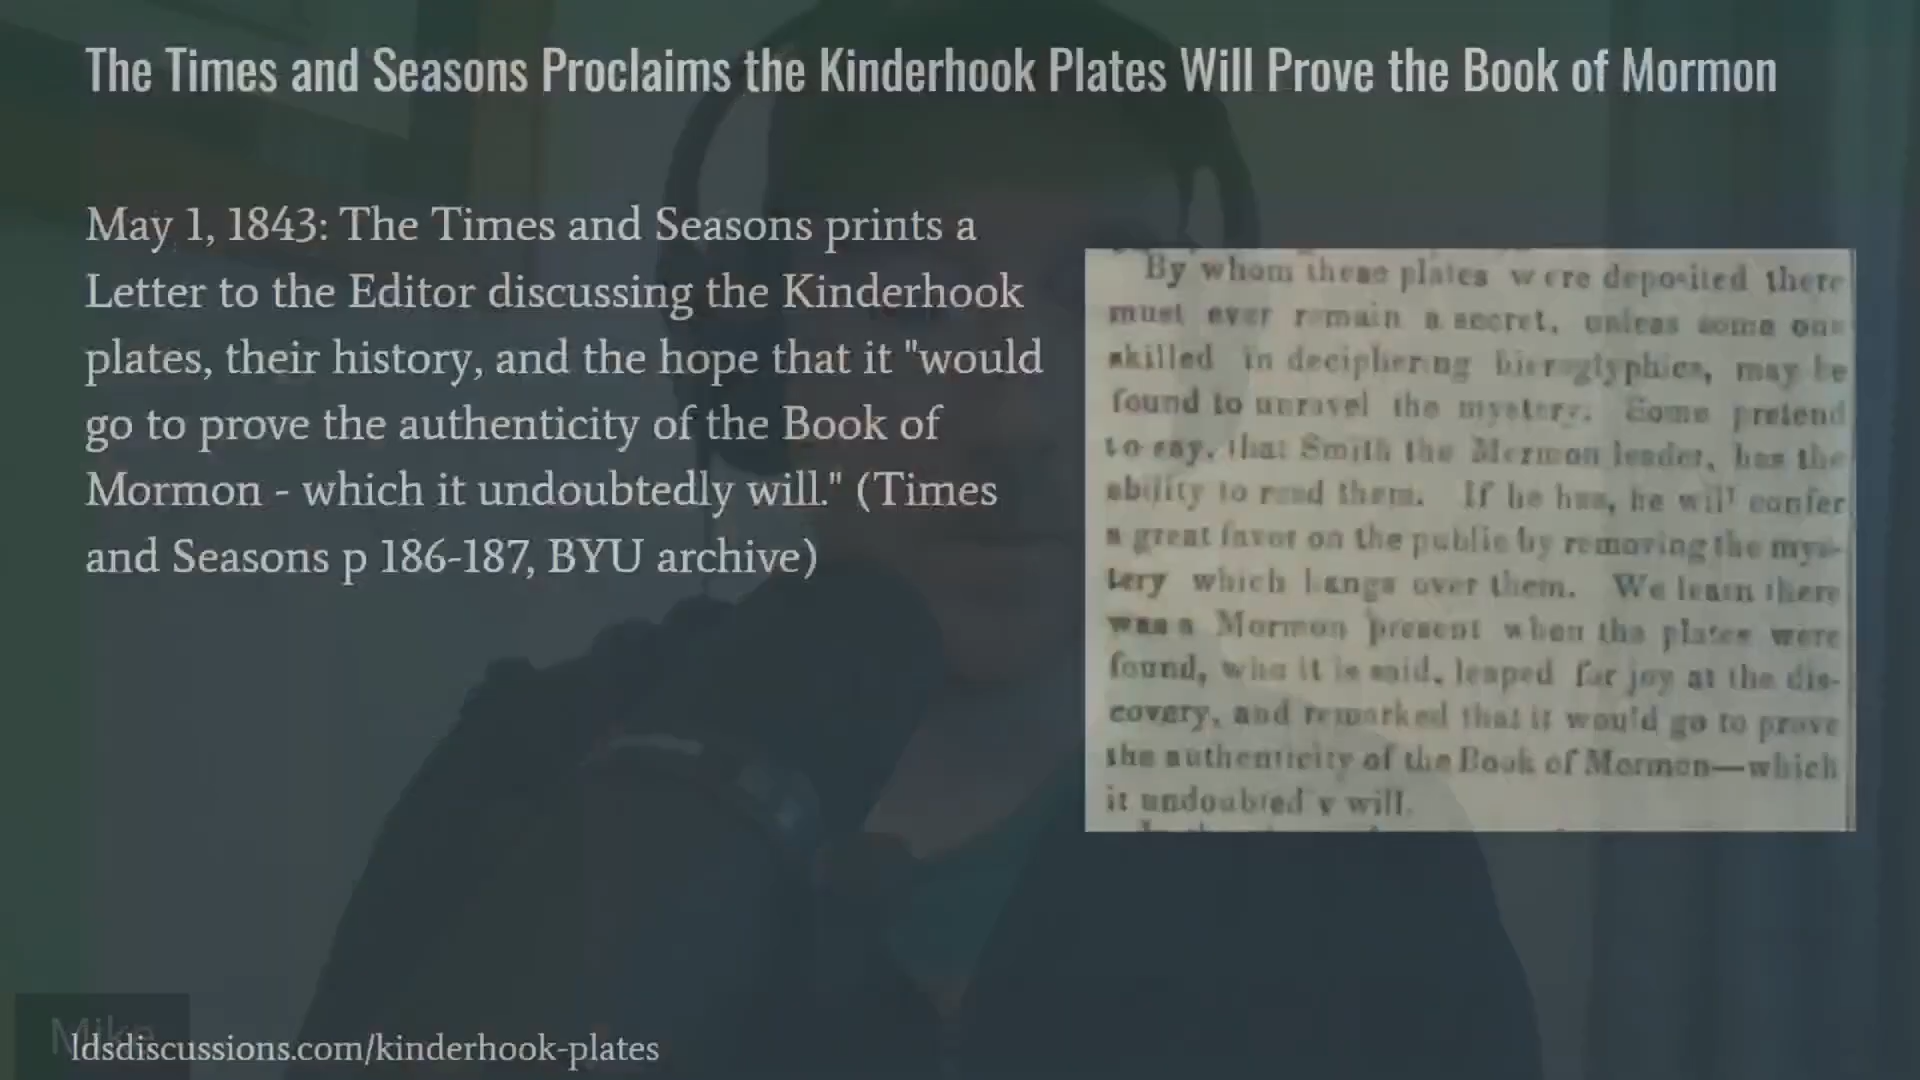 The Times and Seasons Proclaims the Kinderhook Plates Will Prove the Book of Mormon
May 1, 1843: The Times and Seasons prints a
Letter to the Editor discussing the Kinderhook
plates, their history, and the hope that it "would
go to prove the authenticity of the Book of
Mormon - which it undoubtedly will." (Times
and Seasons p 186-187, BYU archive)
By whom these plates were deposited there
must ever remain a secret, unless some one
skilled in deciphering hieroglyphics, may be
found to unravel the mystery. Some pretend
to say, that Smith the Mormon leader, has the
ability to read them. If he has, he will confer
a great favor on the public by removing the mys-
tery which hangs over them. We learn there
was a Mormon present when the plates were
found, who it is said, leaped for joy at the dis-
covery, and remarked that it would go to prove
the authenticity of the Book of Mormon—which
it undoubted y will.
Mike
ldsdiscussions.com/kinderhook-plates